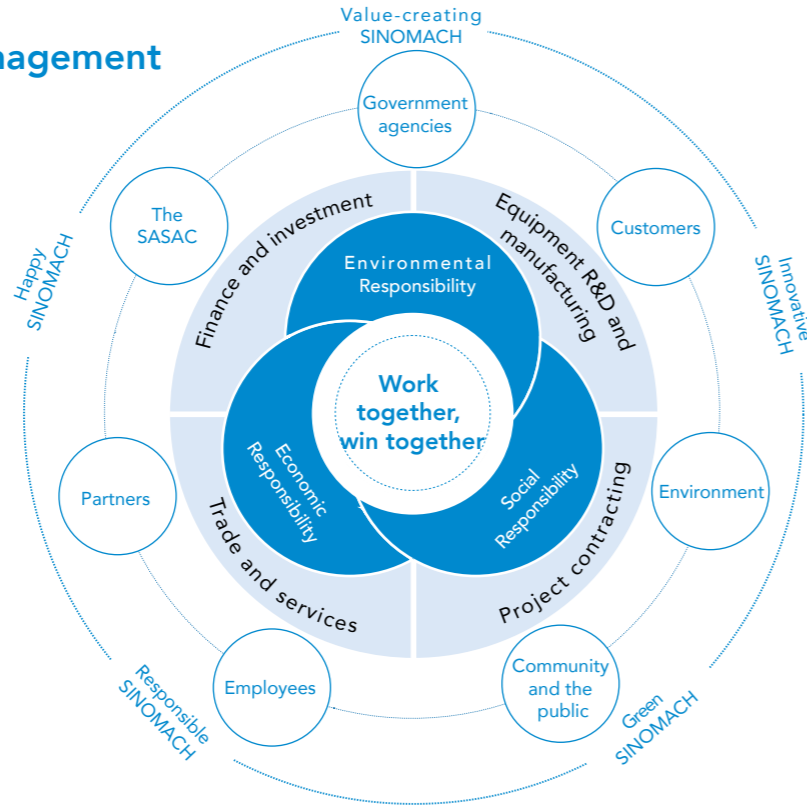 Value-creating
SINOMACH
nagement
Government
agencies
The
SASAC
Customers
Finance and investment
Equipment R&D and
manufacturing
Happy
SINOMACH
Innovative
SINOMACH
Environmental
Responsibility
Work
together,
win together
Economic
Responsibility
Social
Responsibility
Partners
Environment
Trade and services
Project contracting
Employees
Community
and the
public
Responsible
SINOMACH
Green
SINOMACH